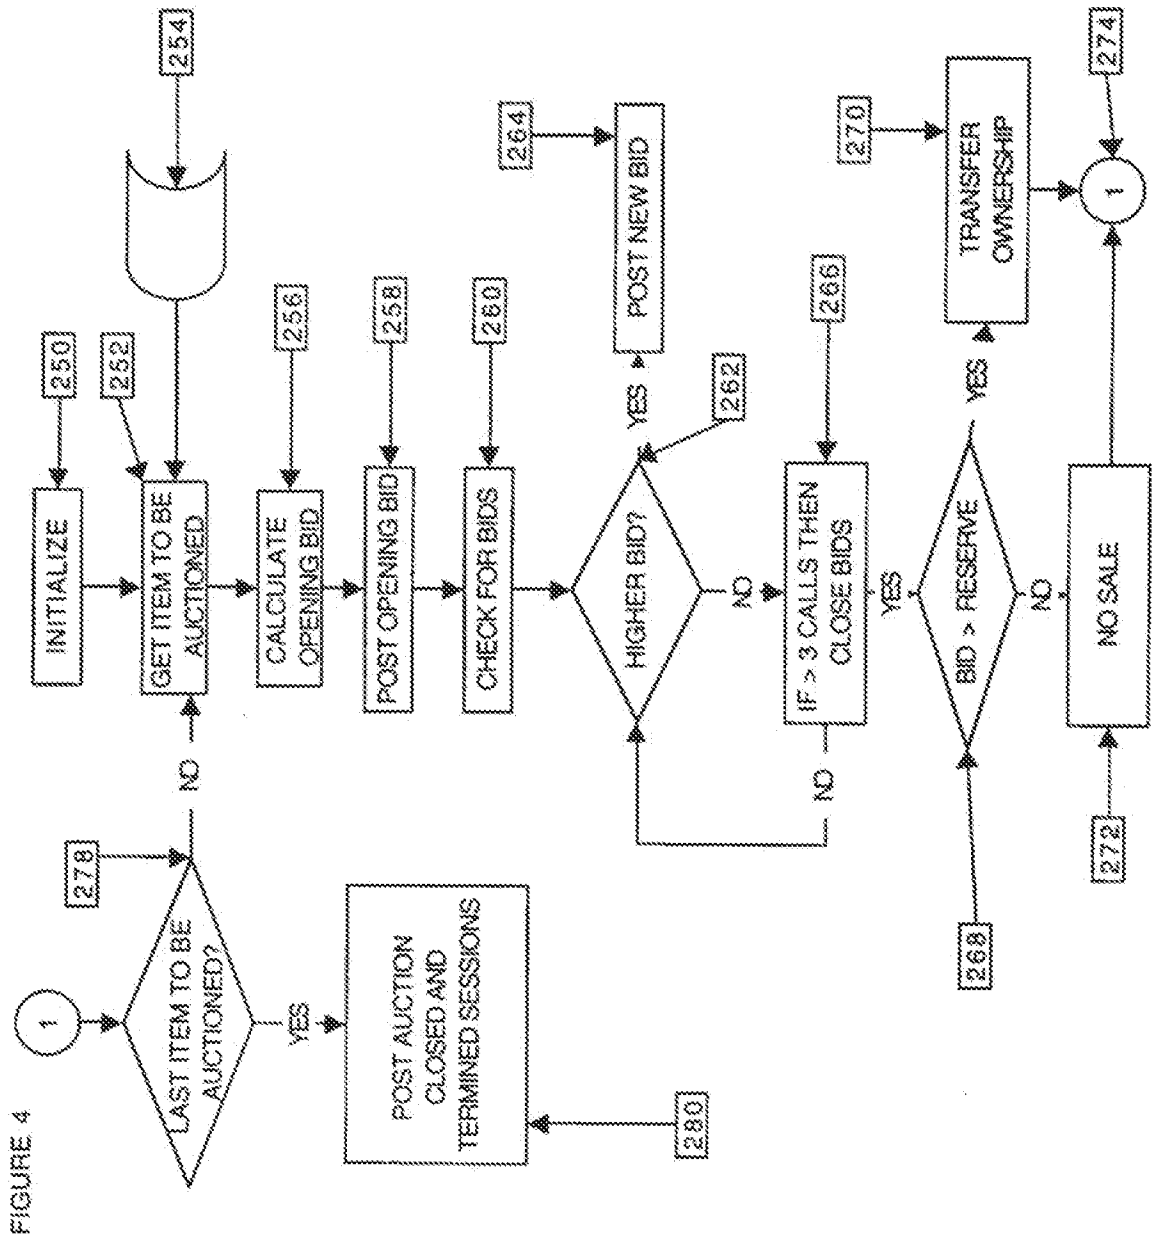 FIGURE 4
1
LAST ITEM TO BE
AUCTIONED?
278
NO
YES
POST AUCTION
CLOSED AND
TERMINED SESSIONS
280
INITIALIZE
250
GET ITEM TO BE
AUCTIONED
252
254
CALCULATE
OPENING BID
256
POST OPENING BID
258
CHECK FOR BIDS
260
HIGHER BID?
262
YES
POST NEW BID
264
NO
IF > 3 CALLS THEN
CLOSE BIDS
266
NO
YES
BID > RESERVE
268
YES
TRANSFER
OWNERSHIP
270
NO
NO SALE
272
1
274